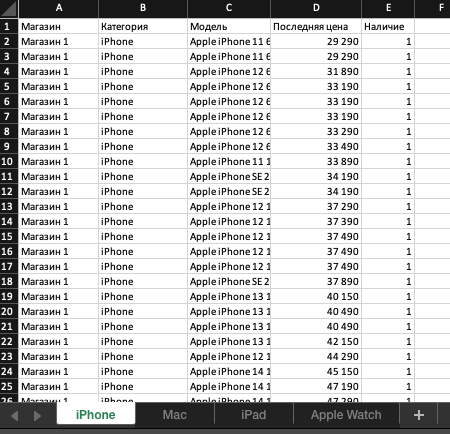 A B C D E F
1 Магазин Категория Модель Последняя цена Наличие
2 Магазин 1 iPhone Apple iPhone 11 6 29 290 1
3 Магазин 1 iPhone Apple iPhone 11 6 29 290 1
4 Магазин 1 iPhone Apple iPhone 12 6 31 890 1
5 Магазин 1 iPhone Apple iPhone 12 6 33 190 1
6 Магазин 1 iPhone Apple iPhone 12 6 33 190 1
7 Магазин 1 iPhone Apple iPhone 12 6 33 190 1
8 Магазин 1 iPhone Apple iPhone 12 6 33 290 1
9 Магазин 1 iPhone Apple iPhone 12 6 33 490 1
10 Магазин 1 iPhone Apple iPhone 11 1 33 890 1
11 Магазин 1 iPhone Apple iPhone SE 2 34 190 1
12 Магазин 1 iPhone Apple iPhone SE 2 34 190 1
13 Магазин 1 iPhone Apple iPhone 12 1 37 290 1
14 Магазин 1 iPhone Apple iPhone 12 1 37 390 1
15 Магазин 1 iPhone Apple iPhone 12 1 37 490 1
16 Магазин 1 iPhone Apple iPhone 12 1 37 490 1
17 Магазин 1 iPhone Apple iPhone 12 1 37 490 1
18 Магазин 1 iPhone Apple iPhone SE 2 37 890 1
19 Магазин 1 iPhone Apple iPhone 13 1 40 150 1
20 Магазин 1 iPhone Apple iPhone 13 1 40 490 1
21 Магазин 1 iPhone Apple iPhone 13 1 40 490 1
22 Магазин 1 iPhone Apple iPhone 13 1 42 150 1
23 Магазин 1 iPhone Apple iPhone 12 1 44 290 1
24 Магазин 1 iPhone Apple iPhone 14 1 45 150 1
25 Магазин 1 iPhone Apple iPhone 14 1 47 190 1
26 Магазин 1 iPhone Apple iPhone 14 1 47 290 1
iPhone Mac iPad Apple Watch +